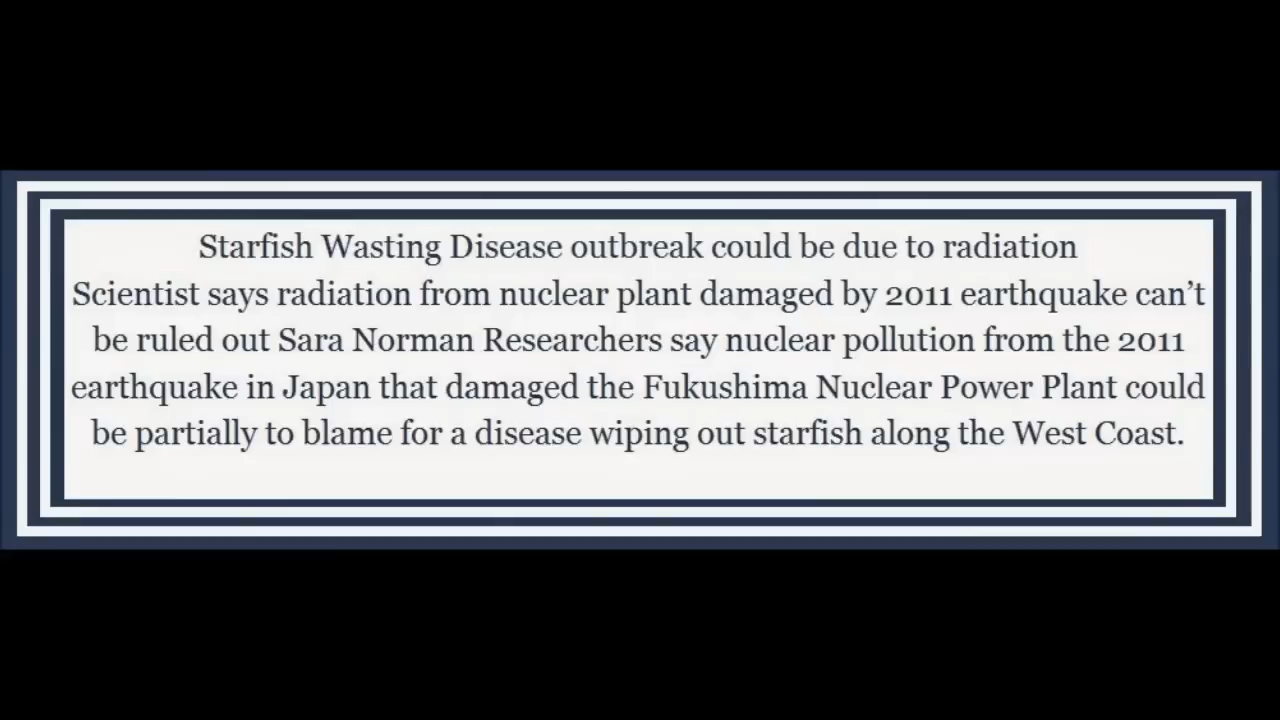 Starfish Wasting Disease outbreak could be due to radiation
Scientist says radiation from nuclear plant damaged by 2011 earthquake can’t
be ruled out Sara Norman Researchers say nuclear pollution from the 2011
earthquake in Japan that damaged the Fukushima Nuclear Power Plant could
be partially to blame for a disease wiping out starfish along the West Coast.